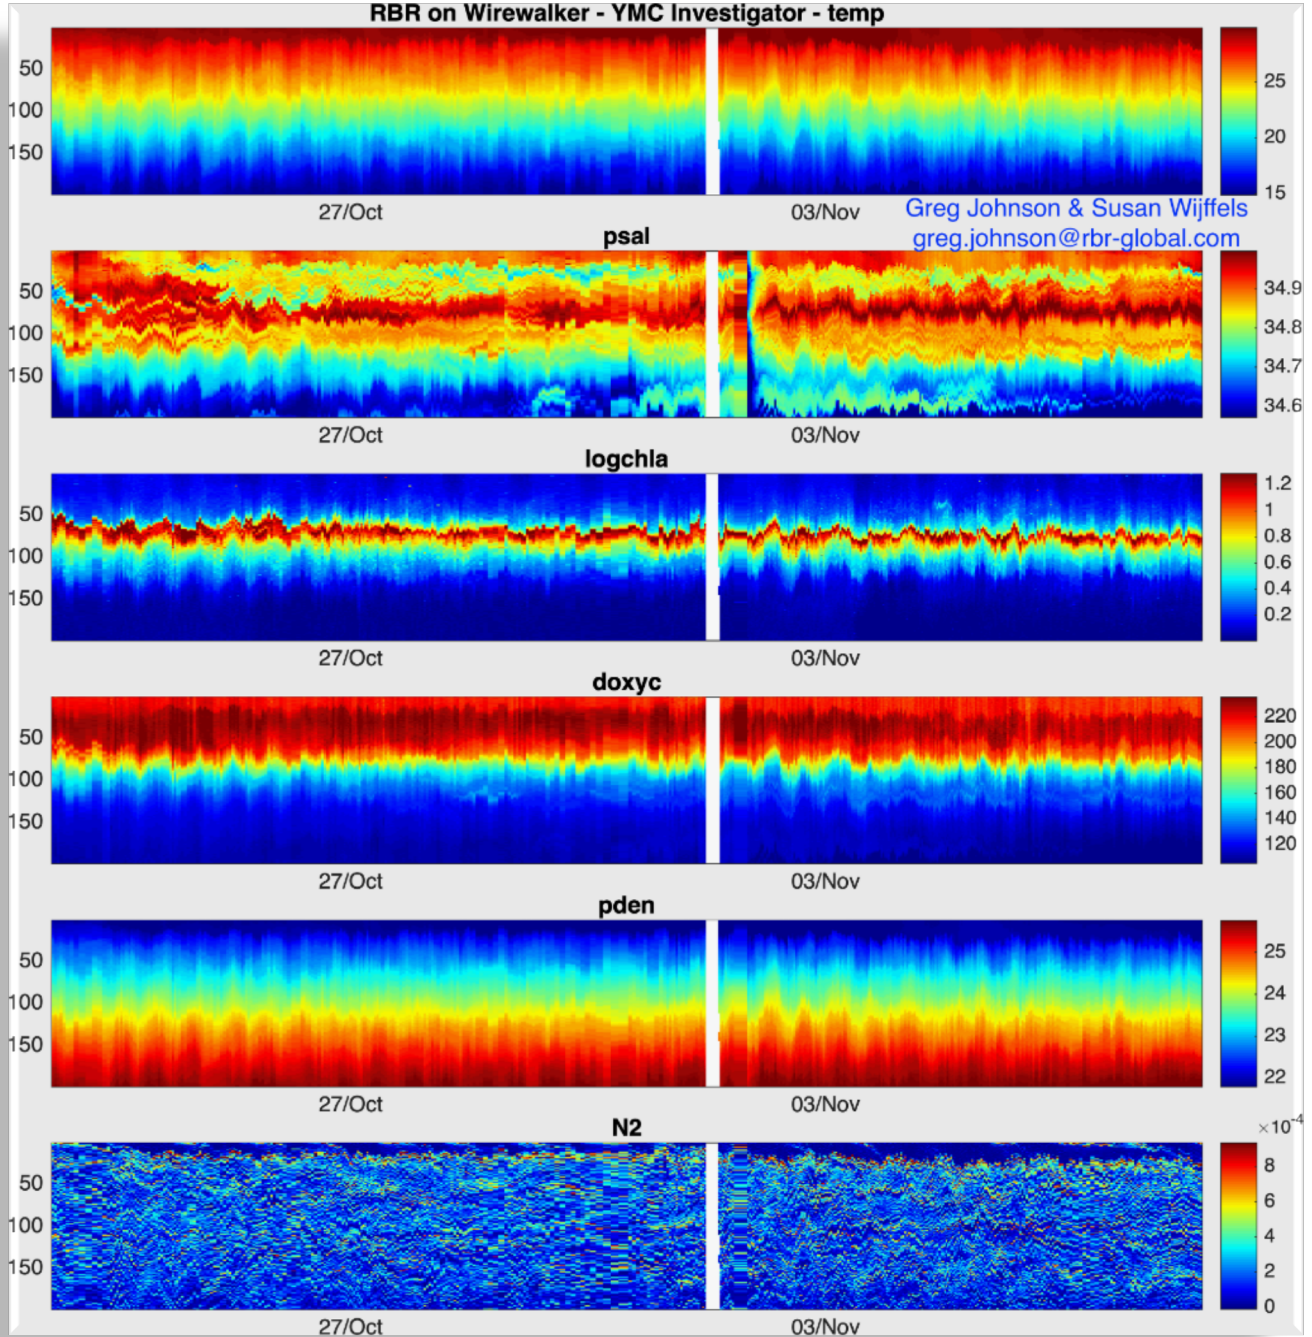 RBR on Wirewalker - YMC Investigator - temp
50
100
150
25
20
15
27/Oct
03/Nov
Greg Johnson & Susan Wijffels
greg.johnson@rbr-global.com
psal
50
100
150
34.9
34.8
34.7
34.6
27/Oct
03/Nov
logchla
50
100
150
1.2
1
0.8
0.6
0.4
0.2
27/Oct
03/Nov
doxyc
50
100
150
220
200
180
160
140
120
27/Oct
03/Nov
pden
50
100
150
25
24
23
22
27/Oct
03/Nov
N2
×10⁻⁴
50
100
150
8
6
4
2
0
27/Oct
03/Nov